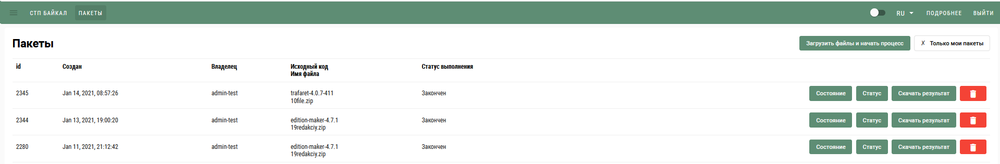 СТП БАЙКАЛ ПАКЕТЫ RU ПОДРОБНЕЕ ВЫЙТИ
Пакеты Загрузить файлы и начать процесс ✗ Только мои пакеты
id Создан Владелец Исходный код Статус выполнения
Имя файла
2345 Jan 14, 2021, 08:57:26 admin-test trafaret-4.0.7-411 Закончен Состояние Статус Скачать результат
10file.zip
2344 Jan 13, 2021, 19:00:20 admin-test edition-maker-4.7.1 Закончен Состояние Статус Скачать результат
19redakciy.zip
2280 Jan 11, 2021, 21:12:42 admin-test edition-maker-4.7.1 Закончен Состояние Статус Скачать результат
19redakciy.zip